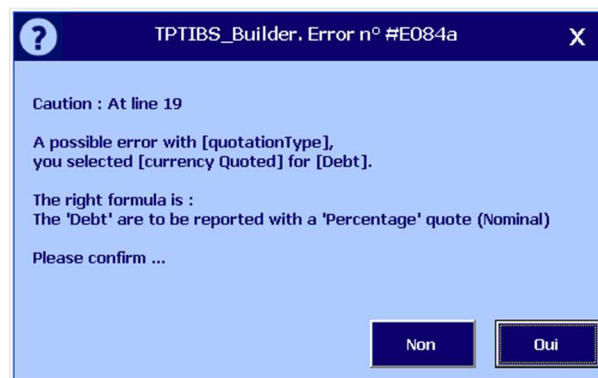 ?
TPTIBS_Builder. Error n° #E084a
X
Caution : At line 19
A possible error with [quotationType],
you selected [currency Quoted] for [Debt].
The right formula is :
The 'Debt' are to be reported with a 'Percentage' quote (Nominal)
Please confirm ...
Non
Oui